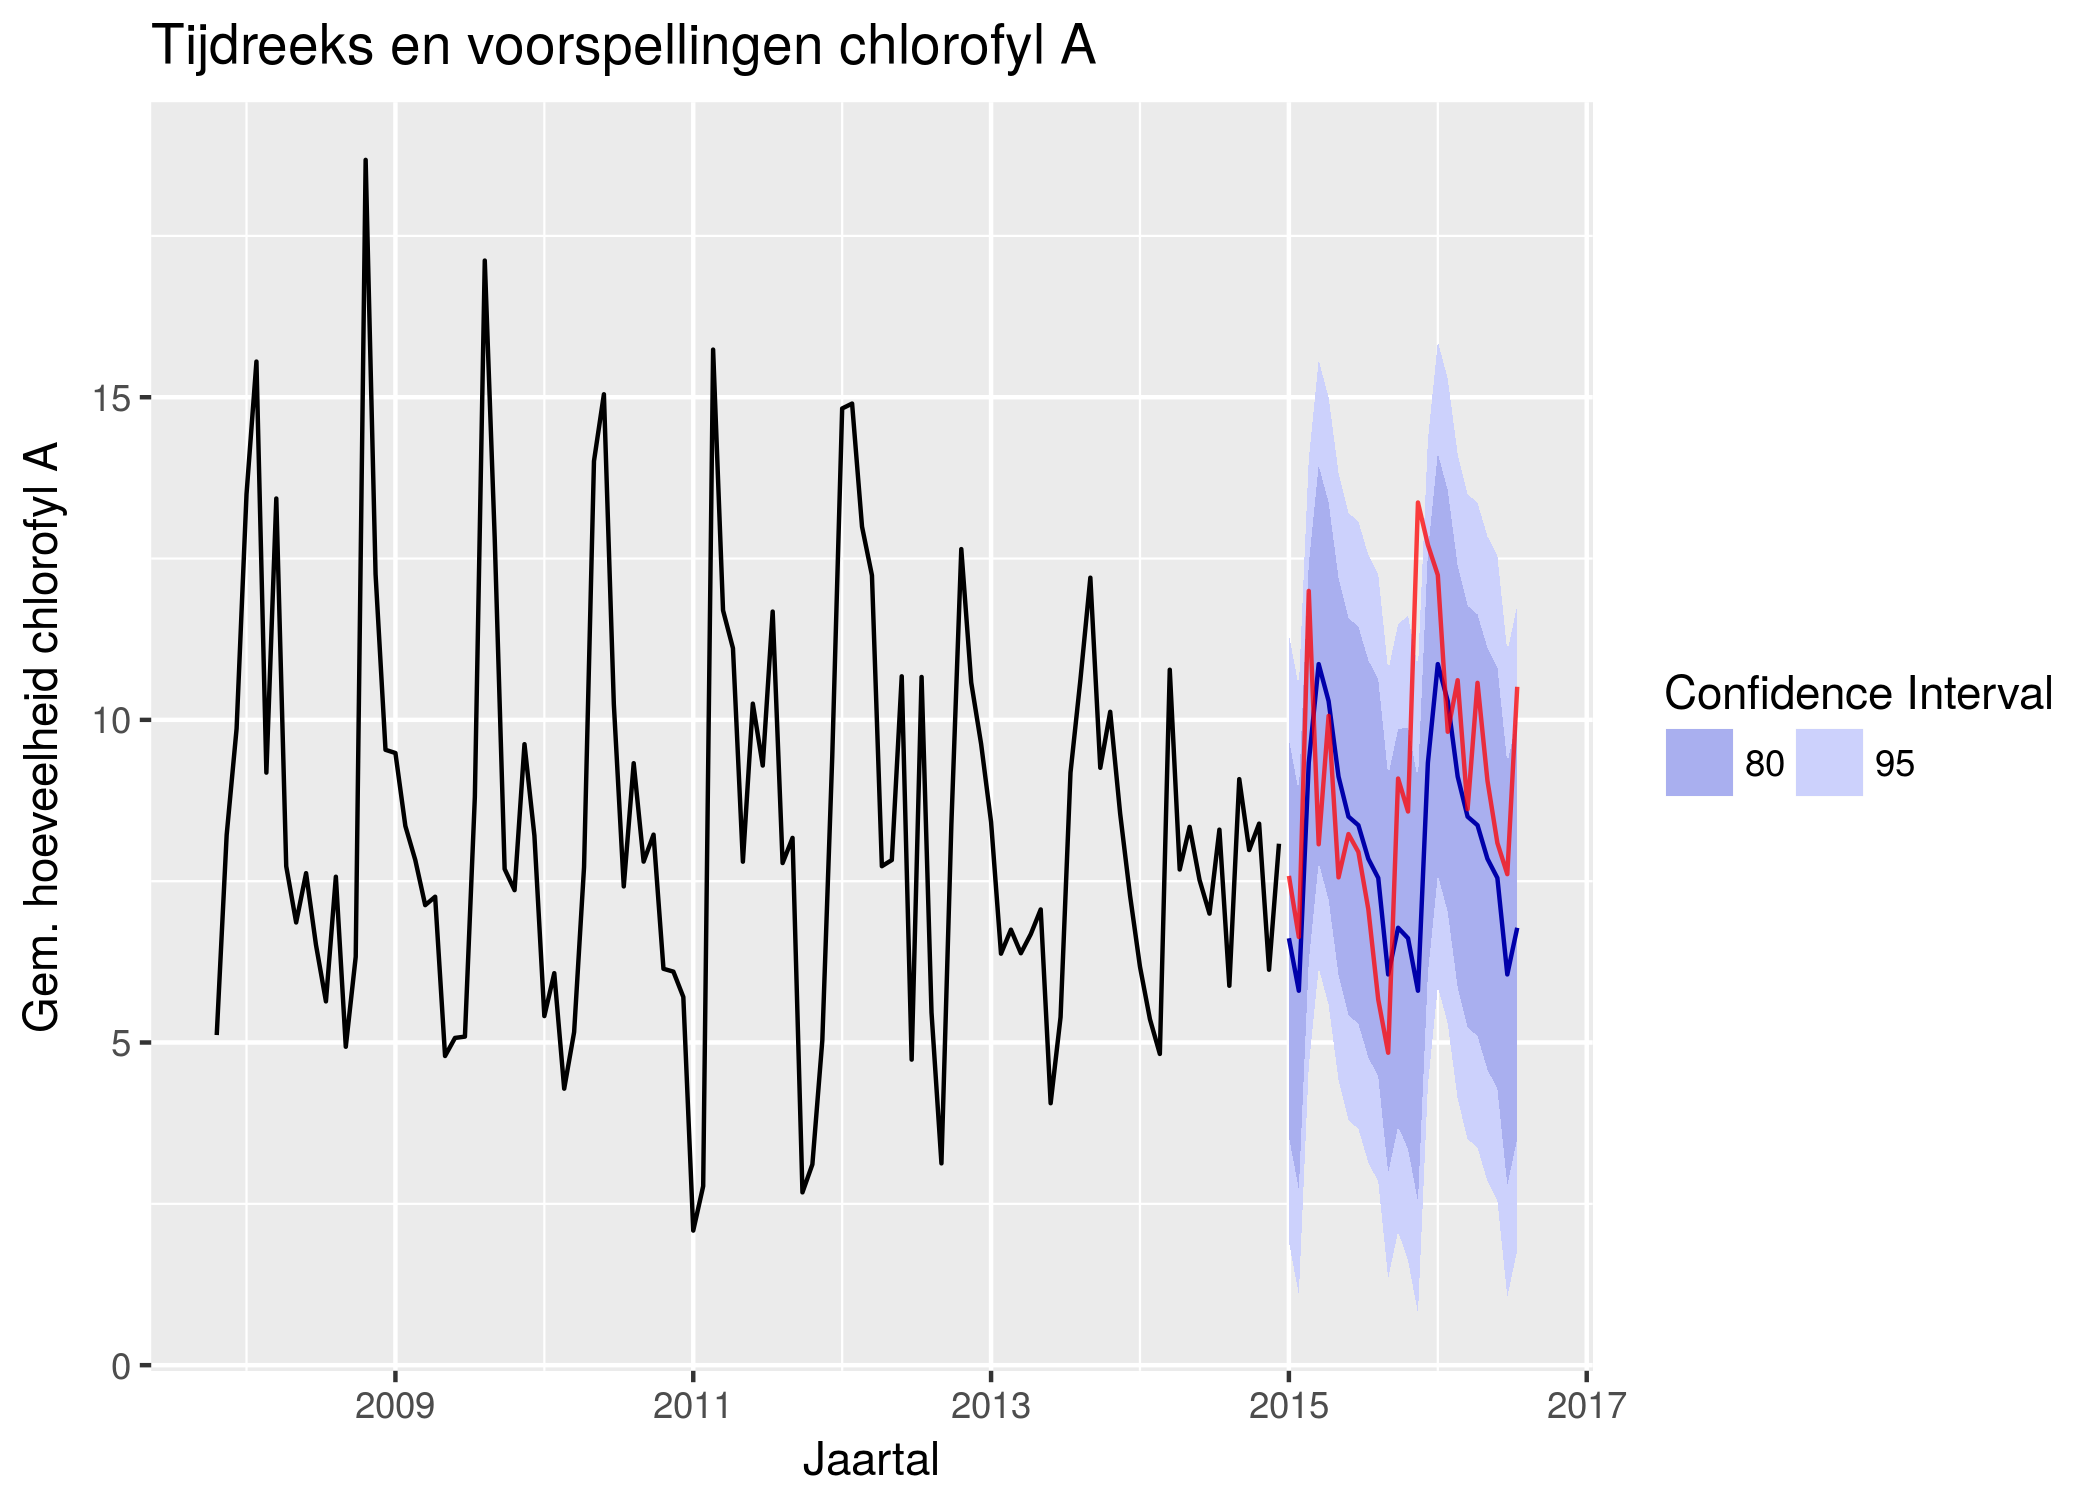 Tijdreeks en voorspellingen chlorofyl A
Gem. hoeveelheid chlorofyl A
15
10
5
0
2009 2011 2013 2015 2017
Jaartal
Confidence Interval
80 95